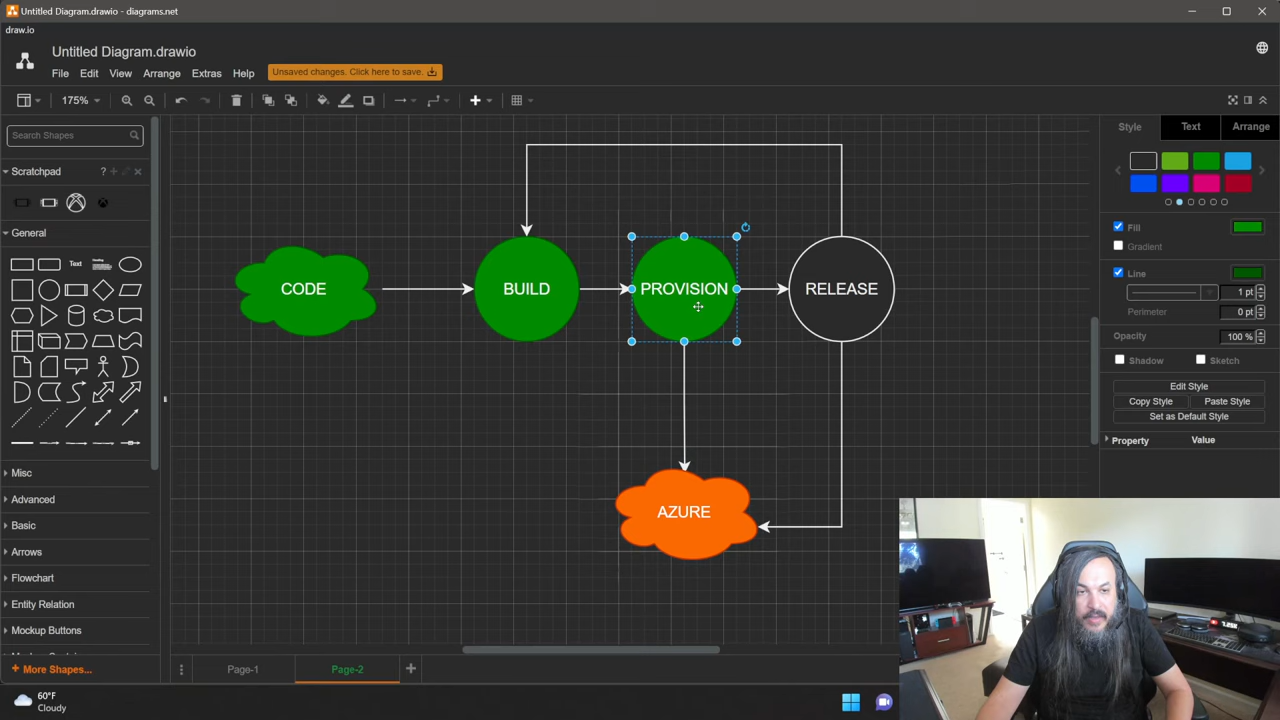 Untitled Diagram.drawio - diagrams.net
draw.io
Untitled Diagram.drawio
File Edit View Arrange Extras Help
Unsaved changes. Click here to save.
175%
Search Shapes
Scratchpad
?
General
Text
Misc
Advanced
Basic
Arrows
Flowchart
Entity Relation
Mockup Buttons
+ More Shapes...
CODE
BUILD
PROVISION
RELEASE
AZURE
Page-1
Page-2
Style Text Arrange
Fill
Gradient
Line
1 pt
Perimeter 0 pt
Opacity 100 %
Shadow Sketch
Edit Style
Copy Style Paste Style
Set as Default Style
Property Value
60°F
Cloudy